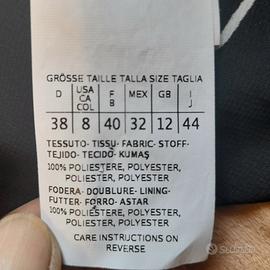 GRÖSSE TAILLE TALLA SIZE TAGLIA
D USA CA COL F B MEX GB I J
38 8 40 32 12 44
TESSUTO- TISSU- FABRIC- STOFF-
TEJIDO- TECIDO- KUMAŞ
100% POLIESTERE, POLYESTER,
POLIESTER, POLYESTER
FODERA- DOUBLURE- LINING-
FUTTER- FORRO- ASTAR
100% POLIESTERE, POLYESTER,
POLIESTER, POLYESTER
CARE INSTRUCTIONS ON
REVERSE
Subito